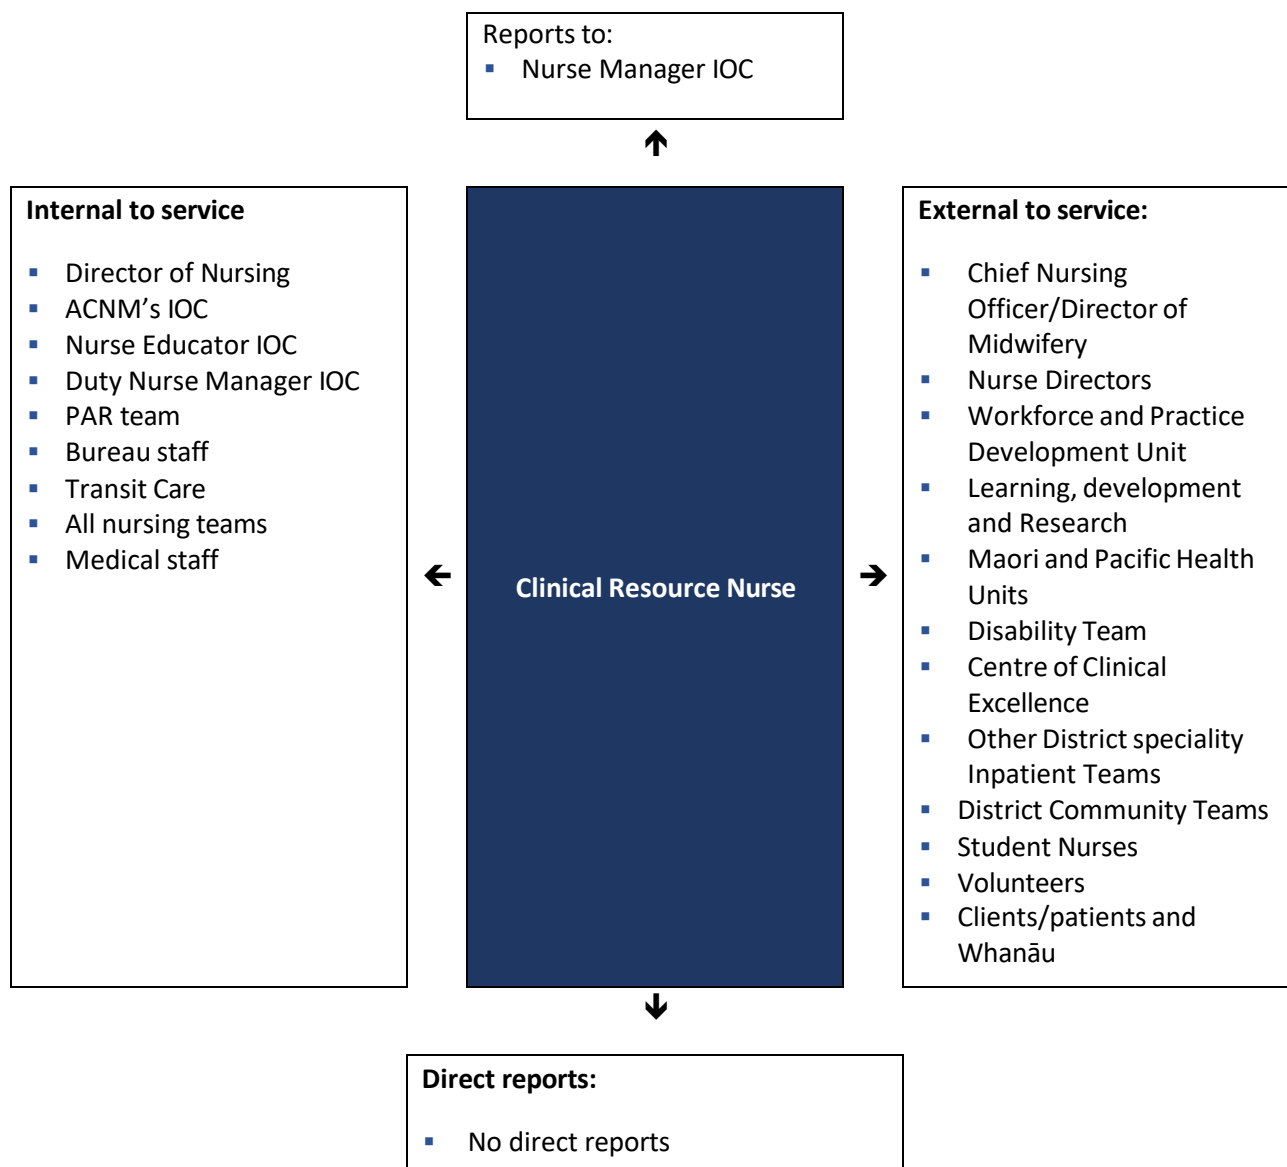 Reports to:
▪ Nurse Manager IOC
Internal to service
▪ Director of Nursing
▪ ACNM’s IOC
▪ Nurse Educator IOC
▪ Duty Nurse Manager IOC
▪ PAR team
▪ Bureau staff
▪ Transit Care
▪ All nursing teams
▪ Medical staff
Clinical Resource Nurse
External to service:
▪ Chief Nursing
Officer/Director of
Midwifery
▪ Nurse Directors
▪ Workforce and Practice
Development Unit
▪ Learning, development
and Research
▪ Maori and Pacific Health
Units
▪ Disability Team
▪ Centre of Clinical
Excellence
▪ Other District speciality
Inpatient Teams
▪ District Community Teams
▪ Student Nurses
▪ Volunteers
▪ Clients/patients and
Whanāu
Direct reports:
▪ No direct reports